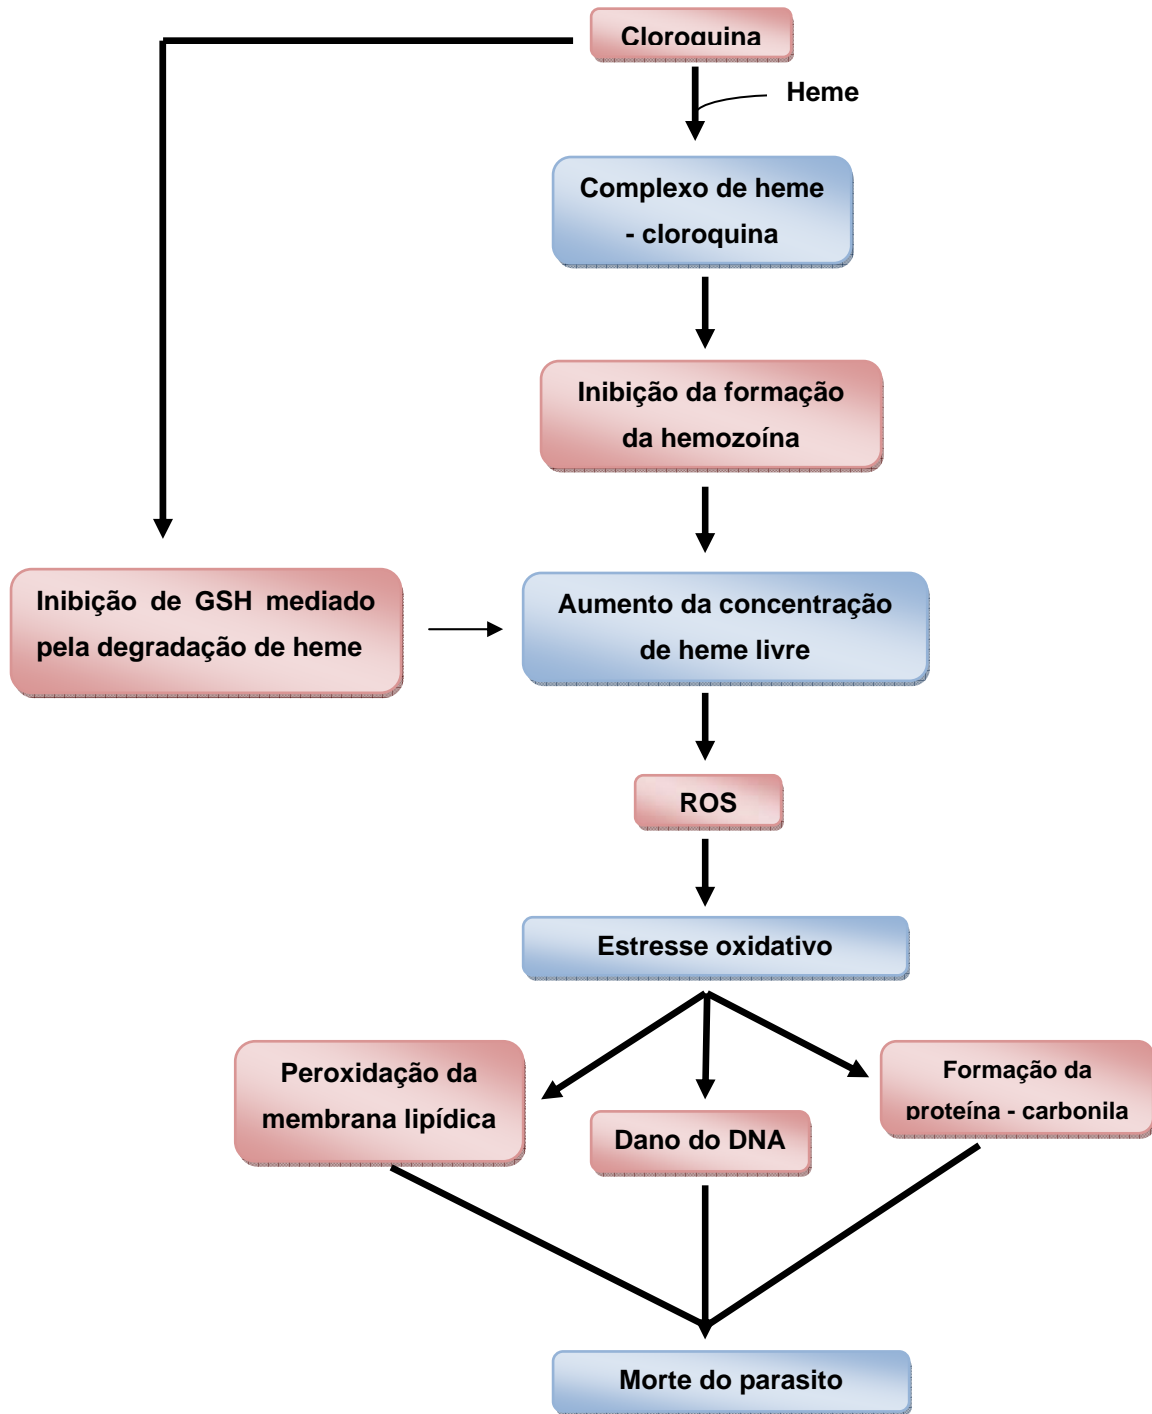 Cloroquina
Heme
Complexo de heme
- cloroquina
Inibição da formação
da hemozoína
Inibição de GSH mediado
pela degradação de heme
Aumento da concentração
de heme livre
ROS
Estresse oxidativo
Peroxidação da
membrana lipídica
Dano do DNA
Formação da
proteína - carbonila
Morte do parasito